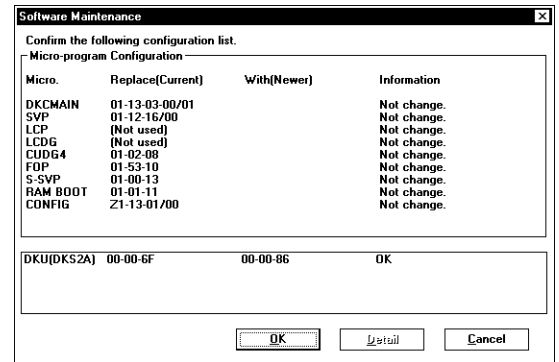 Software Maintenance
Confirm the following configuration list.
Micro-program Configuration
Micro. Replace(Current) With(Newer) Information
DKCMAIN 01-13-03-00/01 Not change.
SVP 01-12-16/00 Not change.
LCP (Not used) Not change.
LCDG (Not used) Not change.
CUDG4 01-02-08 Not change.
FOP 01-53-10 Not change.
S-SVP 01-00-13 Not change.
RAM BOOT 01-01-11 Not change.
CONFIG Z1-13-01/00 Not change.
DKU(DKS2A) 00-00-6F 00-00-86 OK
OK Detail Cancel